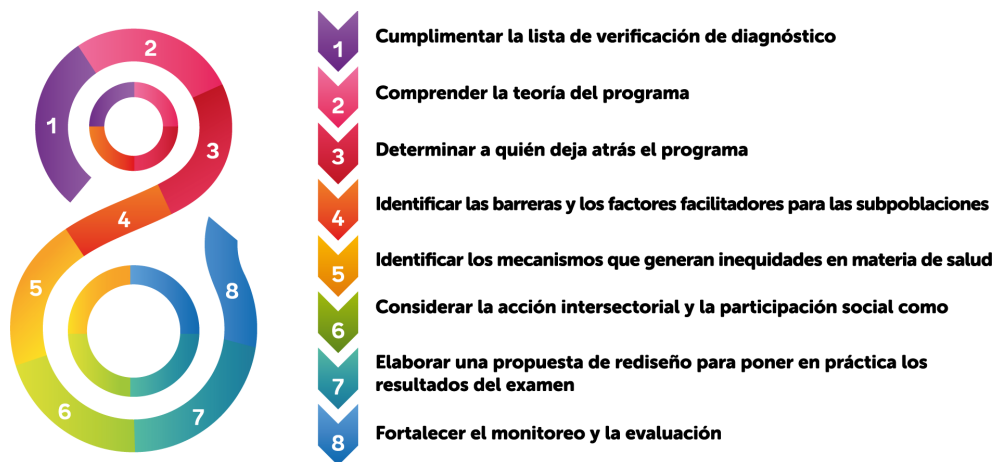 1
2
3
4
5
6
7
8
1 Cumplimentar la lista de verificación de diagnóstico
2 Comprender la teoría del programa
3 Determinar a quién deja atrás el programa
4 Identificar las barreras y los factores facilitadores para las subpoblaciones
5 Identificar los mecanismos que generan inequidades en materia de salud
6 Considerar la acción intersectorial y la participación social como
7 Elaborar una propuesta de rediseño para poner en práctica los
resultados del examen
8 Fortalecer el monitoreo y la evaluación